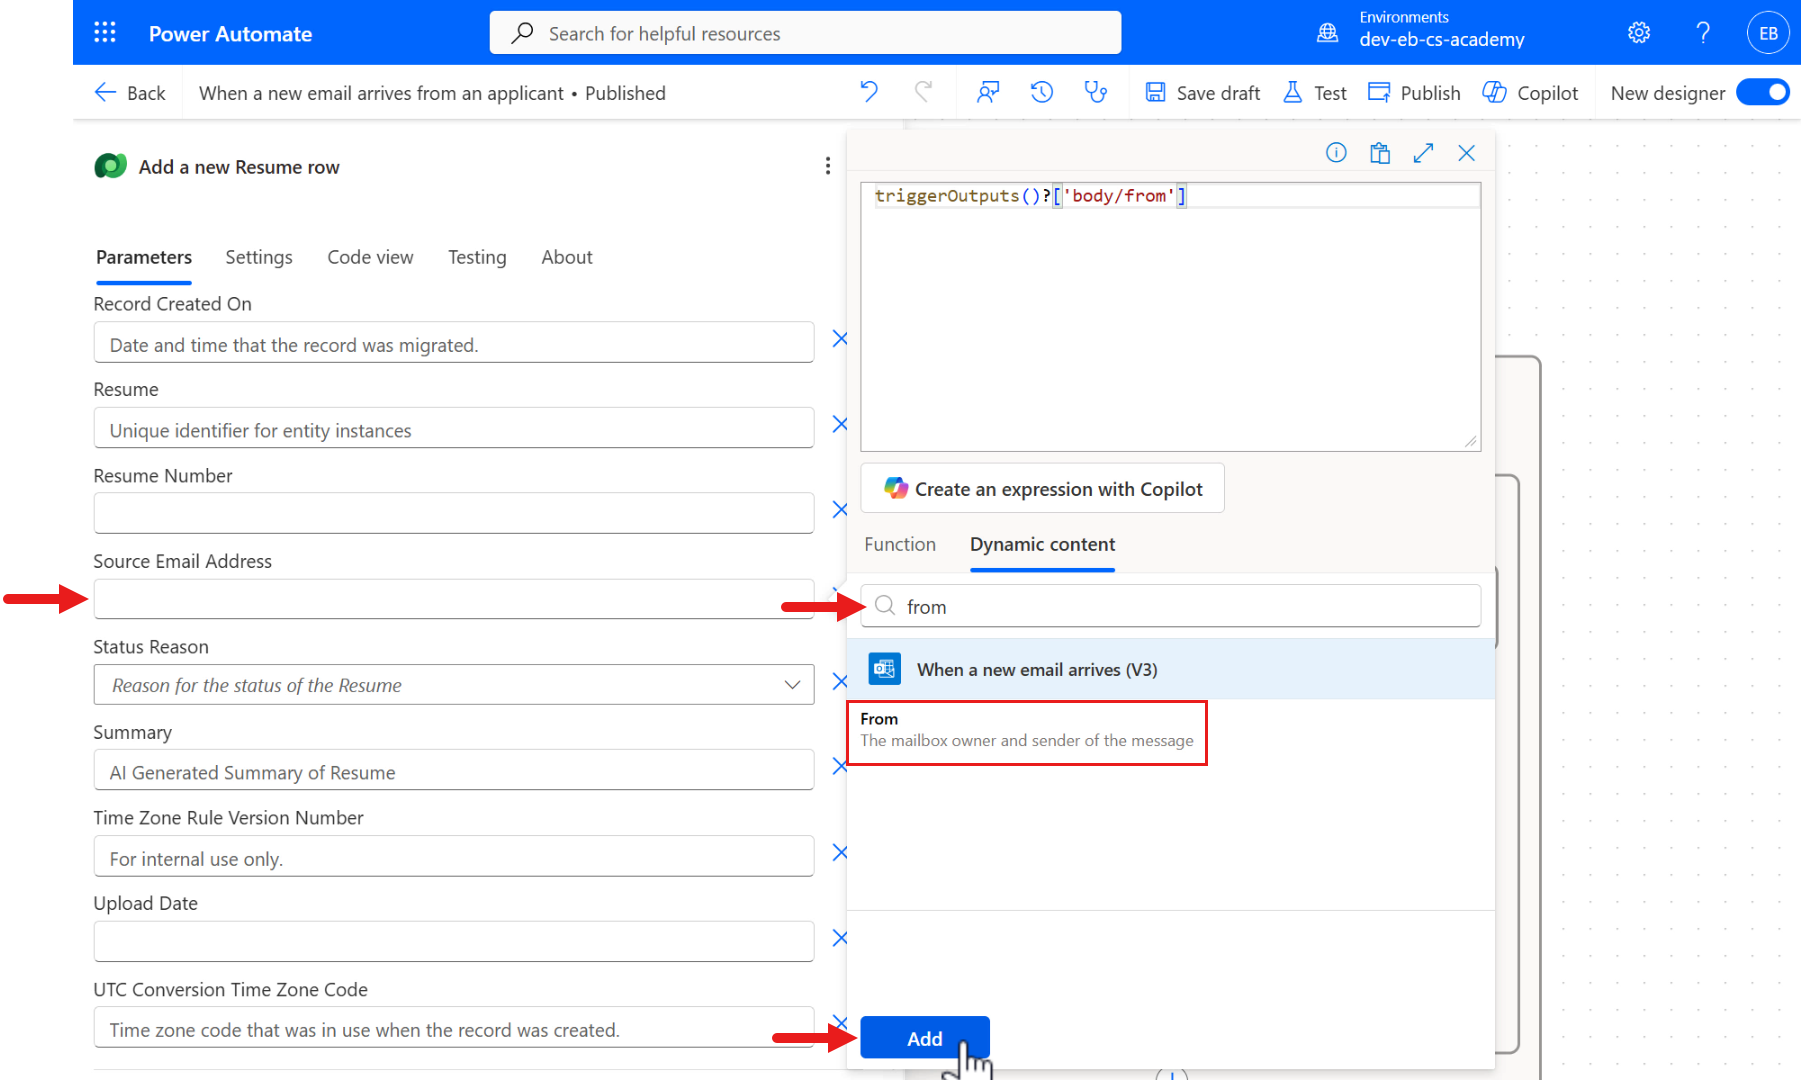 Power Automate
Search for helpful resources
Environments
dev-eb-cs-academy
?
EB
Back
When a new email arrives from an applicant • Published
Save draft
Test
Publish
Copilot
New designer
Add a new Resume row
Parameters
Settings
Code view
Testing
About
Record Created On
Date and time that the record was migrated.
Resume
Unique identifier for entity instances
Resume Number
Source Email Address
Status Reason
Reason for the status of the Resume
Summary
AI Generated Summary of Resume
Time Zone Rule Version Number
For internal use only.
Upload Date
UTC Conversion Time Zone Code
Time zone code that was in use when the record was created.
triggerOutputs()?['body/from']
Create an expression with Copilot
Function
Dynamic content
from
When a new email arrives (V3)
From
The mailbox owner and sender of the message
Add